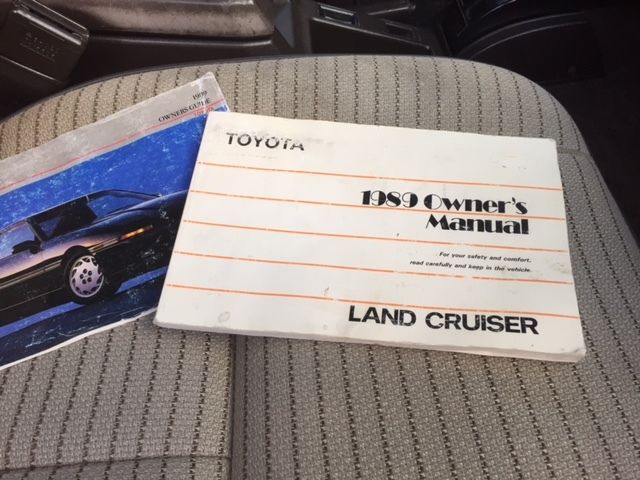 1989
OWNERS GUIDE
TOYOTA
1989 Owner's
Manual
For your safety and comfort,
read carefully and keep in the vehicle.
LAND CRUISER